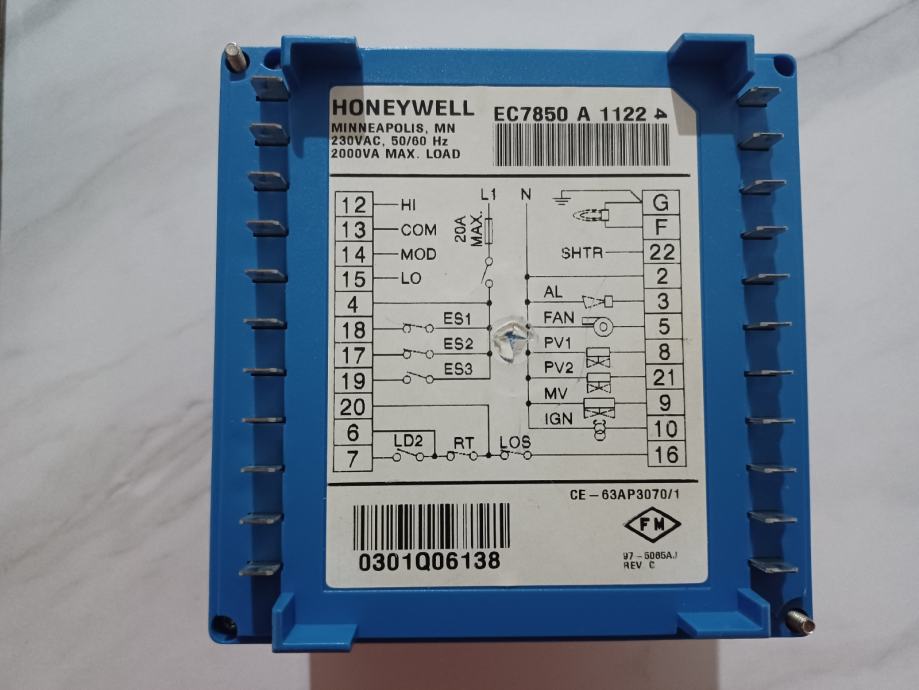 HONEYWELL
MINNEAPOLIS, MN
230VAC, 50/60 Hz
2000VA MAX. LOAD
EC7850 A 1122 4
L1 N
20A
MAX.
12 HI
13 COM
14 MOD
15 LO
4
18 ES1
17 ES2
19 ES3
20
6
7 LD2 RT LOS
G
F
SHTR 22
2
AL 3
FAN 5
PV1 8
PV2 21
MV 9
IGN 10
16
CE-63AP3070/1
0301Q06138
FM
REV C